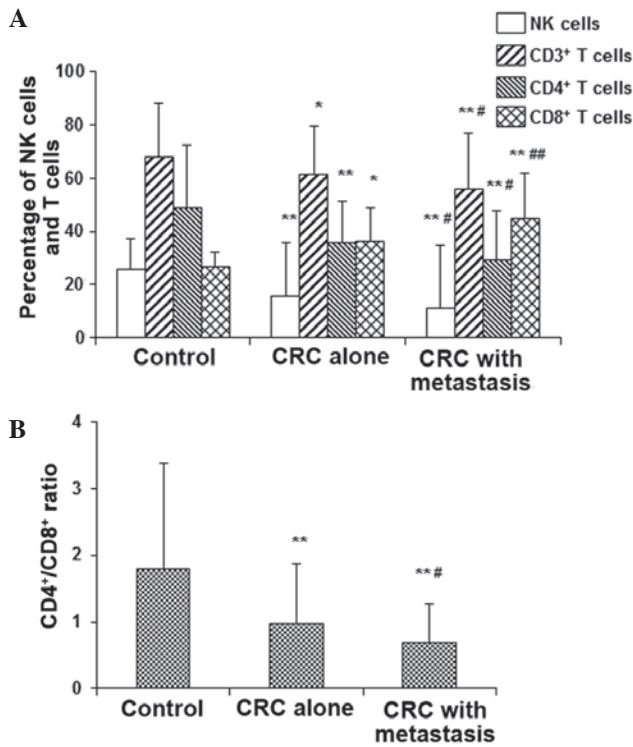 A
NK cells
CD3⁺ T cells
CD4⁺ T cells
CD8⁺ T cells
Percentage of NK cells
and T cells
100
80
60
40
20
0
*
**
**
*
**#
**#
**#
**##
Control
CRC alone
CRC with
metastasis
B
CD4⁺/CD8⁺ ratio
4
3
2
1
0
**
**#
Control
CRC alone
CRC with
metastasis